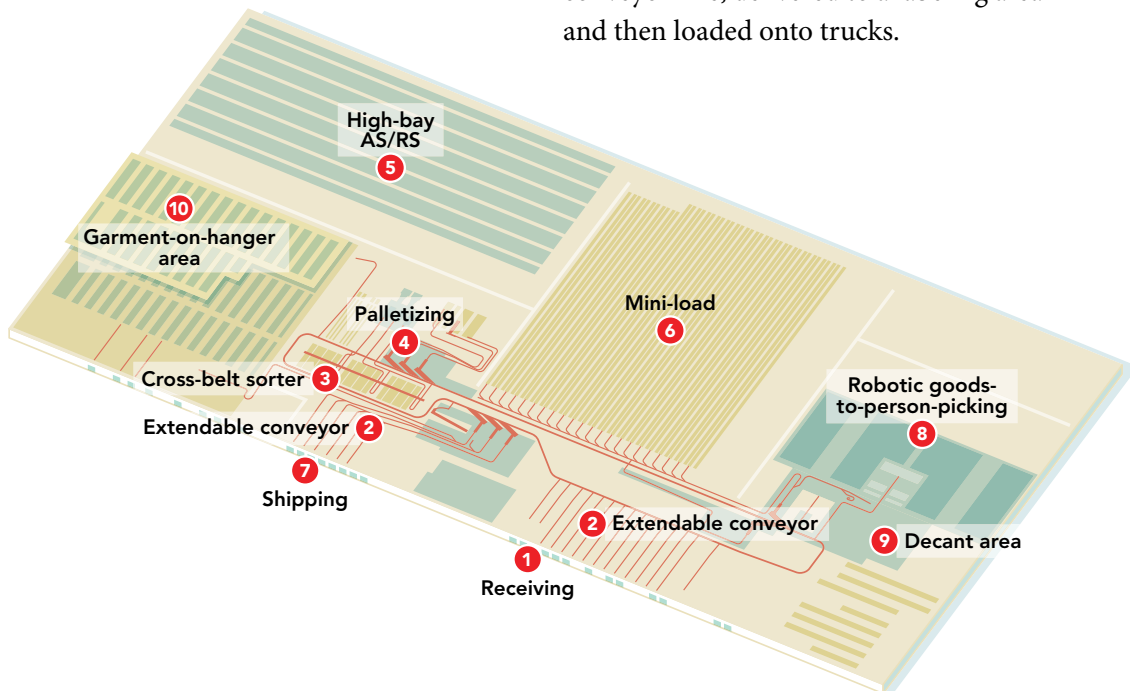 and then loaded onto trucks.
High-bay
AS/RS
5
10
Garment-on-hanger
area
Mini-load
6
Palletizing
4
Cross-belt sorter 3
Robotic goods-
to-person-picking
8
Extendable conveyor 2
7
Shipping
2 Extendable conveyor
9 Decant area
1
Receiving